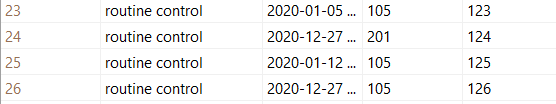 23 routine control 2020-01-05 ... 105 123
24 routine control 2020-12-27 ... 201 124
25 routine control 2020-01-12 ... 105 125
26 routine control 2020-12-27 ... 105 126